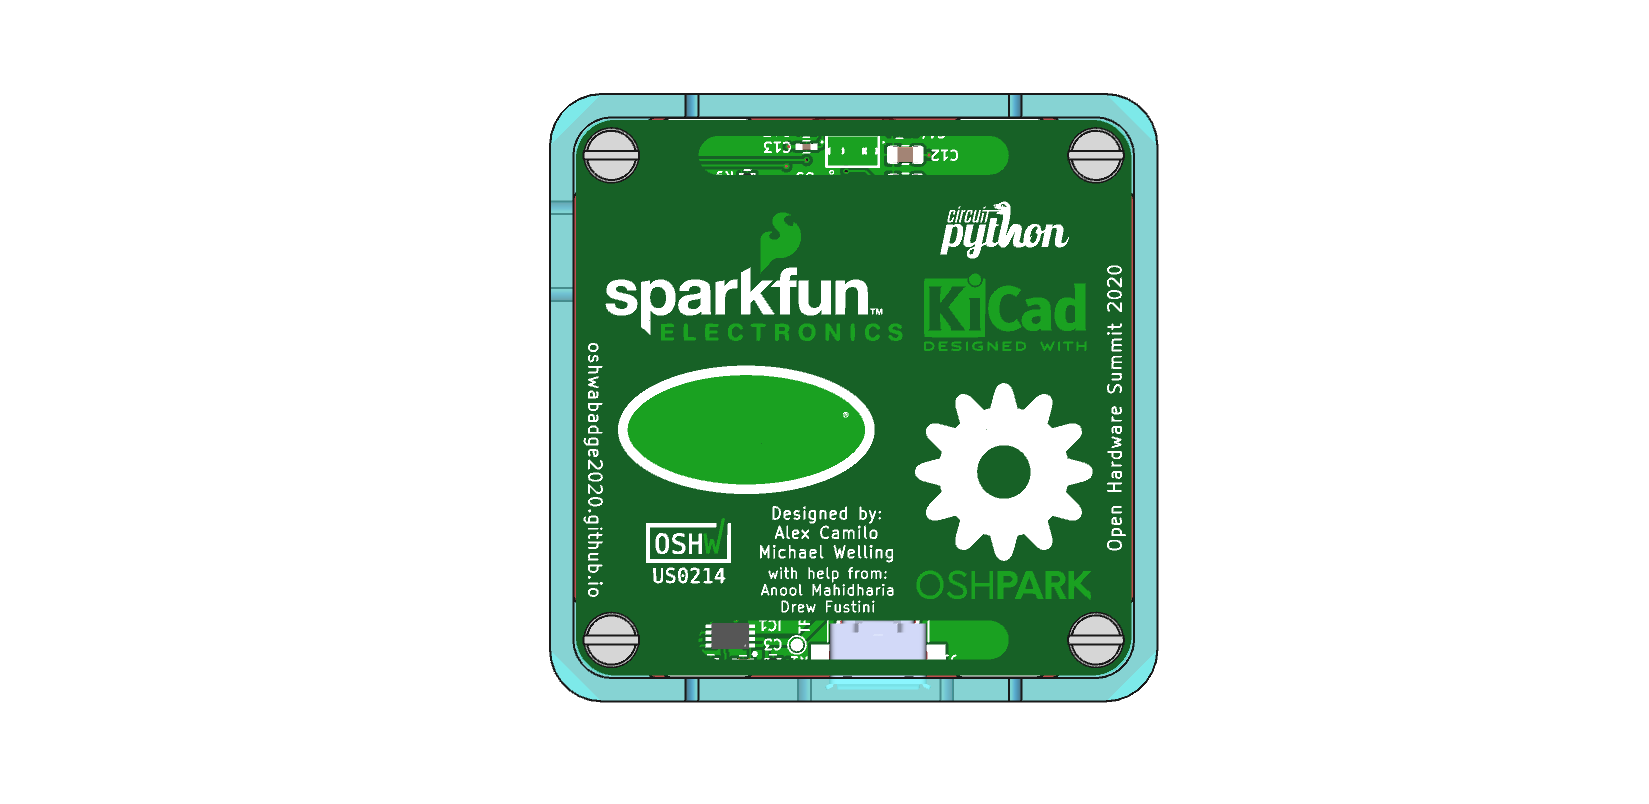 C13
C12
circuit
python
sparkfun™
ELECTRONICS
KiCad
DESIGNED WITH
oshwabadge2020.github.io
Open Hardware Summit 2020
®
OSHW
US0214
Designed by:
Alex Camilo
Michael Welling
with help from:
Anool Mahidharia
Drew Fustini
OSHPARK
IC1
C3